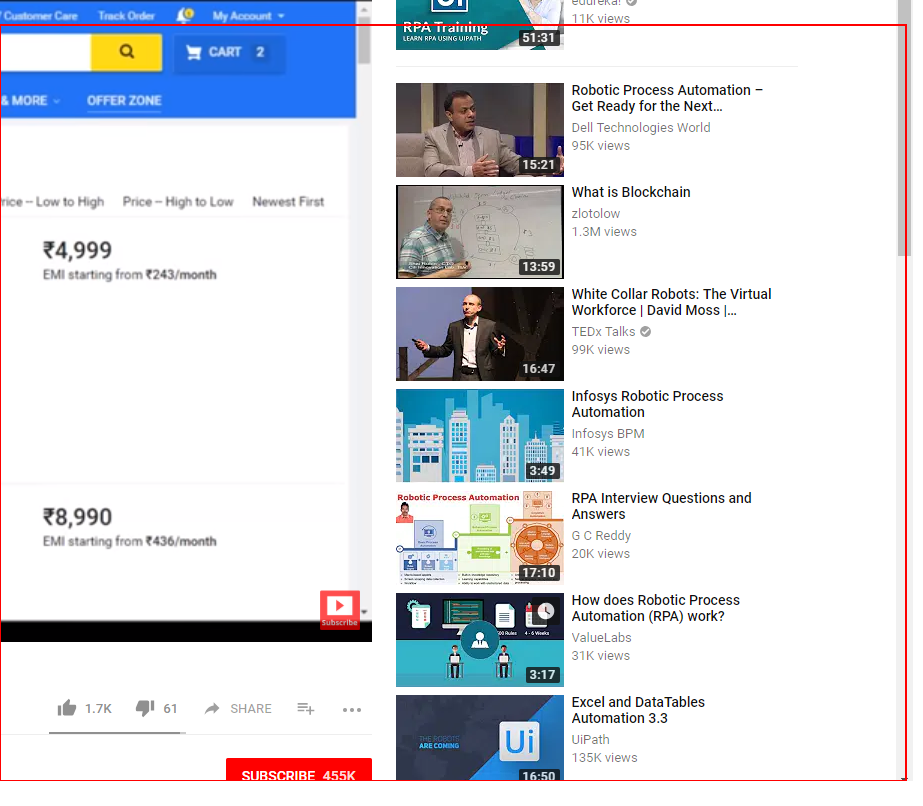 Customer Care Track Order My Account
CART 2
& MORE OFFER ZONE
rice -- Low to High Price -- High to Low Newest First
₹4,999
EMI starting from ₹243/month
₹8,990
EMI starting from ₹436/month
Subscribe
1.7K 61 SHARE
SUBSCRIBE 455K
edureka!
11K views
RPA Training
LEARN RPA USING UIPATH
51:31
Robotic Process Automation –
Get Ready for the Next...
Dell Technologies World
95K views
15:21
What is Blockchain
zlotolow
1.3M views
13:59
White Collar Robots: The Virtual
Workforce | David Moss |...
TEDx Talks
99K views
16:47
Infosys Robotic Process
Automation
Infosys BPM
41K views
3:49
RPA Interview Questions and
Answers
G C Reddy
20K views
Robotic Process Automation
17:10
How does Robotic Process
Automation (RPA) work?
ValueLabs
31K views
500 Rules 4 - 6 Weeks
3:17
Excel and DataTables
Automation 3.3
UiPath
135K views
THE ROBOTS
ARE COMING
Ui
16:50